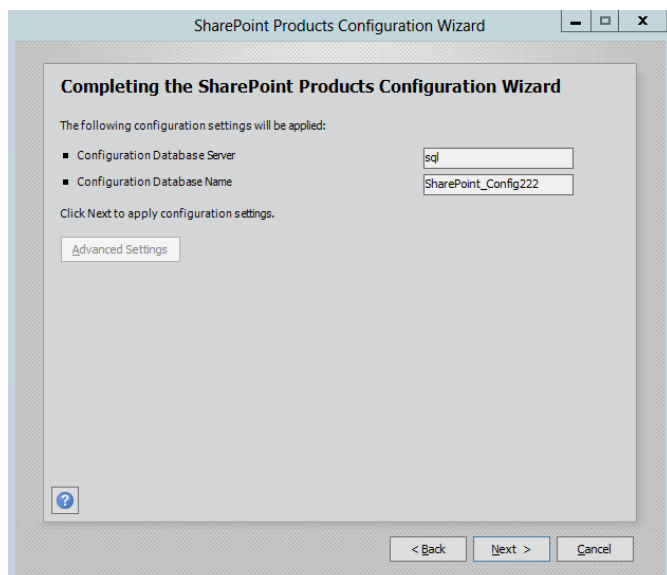 SharePoint Products Configuration Wizard
Completing the SharePoint Products Configuration Wizard
The following configuration settings will be applied:
Configuration Database Server sql
Configuration Database Name SharePoint_Config222
Click Next to apply configuration settings.
Advanced Settings
?
< Back Next > Cancel